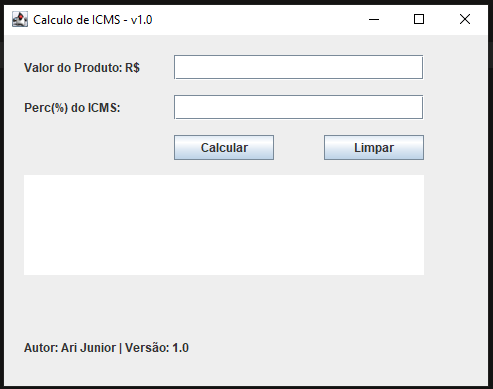 Calculo de ICMS - v1.0
Valor do Produto: R$
Perc(%) do ICMS:
Calcular Limpar
Autor: Ari Junior | Versão: 1.0